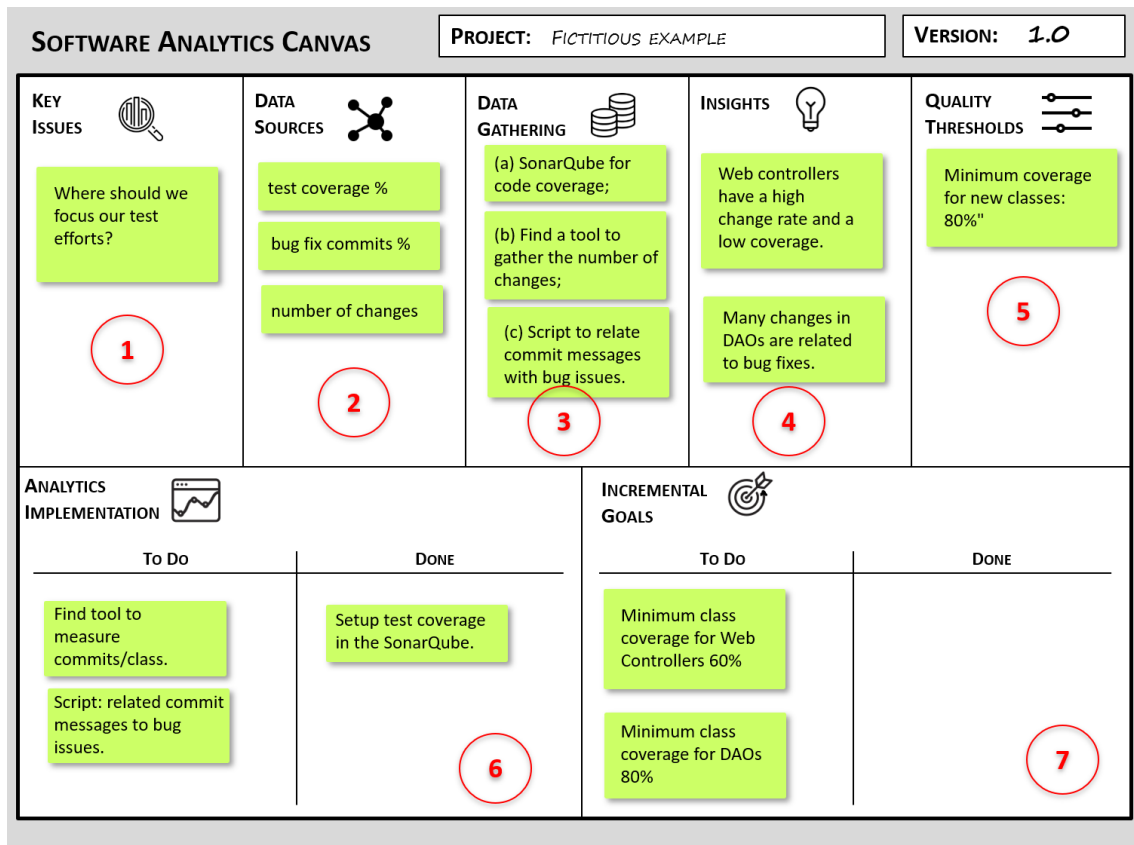 SOFTWARE ANALYTICS CANVAS
PROJECT: FICTITIOUS EXAMPLE
VERSION: 1.0
KEY
ISSUES
Where should we
focus our test
efforts?
1
DATA
SOURCES
test coverage %
bug fix commits %
number of changes
2
DATA
GATHERING
(a) SonarQube for
code coverage;
(b) Find a tool to
gather the number of
changes;
(c) Script to relate
commit messages
with bug issues.
3
INSIGHTS
Web controllers
have a high
change rate and a
low coverage.
Many changes in
DAOs are related
to bug fixes.
4
QUALITY
THRESHOLDS
Minimum coverage
for new classes:
80%"
5
ANALYTICS
IMPLEMENTATION
TO DO
Find tool to
measure
commits/class.
Script: related commit
messages to bug
issues.
DONE
Setup test coverage
in the SonarQube.
6
INCREMENTAL
GOALS
TO DO
Minimum class
coverage for Web
Controllers 60%
Minimum class
coverage for DAOs
80%
DONE
7